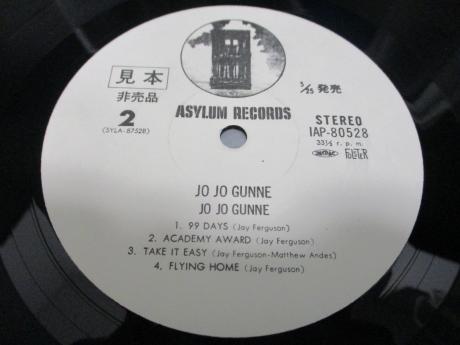 見本
非売品
2
(SYLA-87528)
ASYLUM RECORDS
3/25 発売
STEREO
IAP-80528
33⅓ r. p. m.
JASRAC
POLYSTER
JO JO GUNNE
JO JO GUNNE
1. 99 DAYS (Jay Ferguson)
2. ACADEMY AWARD (Jay Ferguson)
3. TAKE IT EASY (Jay Ferguson-Matthew Andes)
4. FLYING HOME (Jay Ferguson)